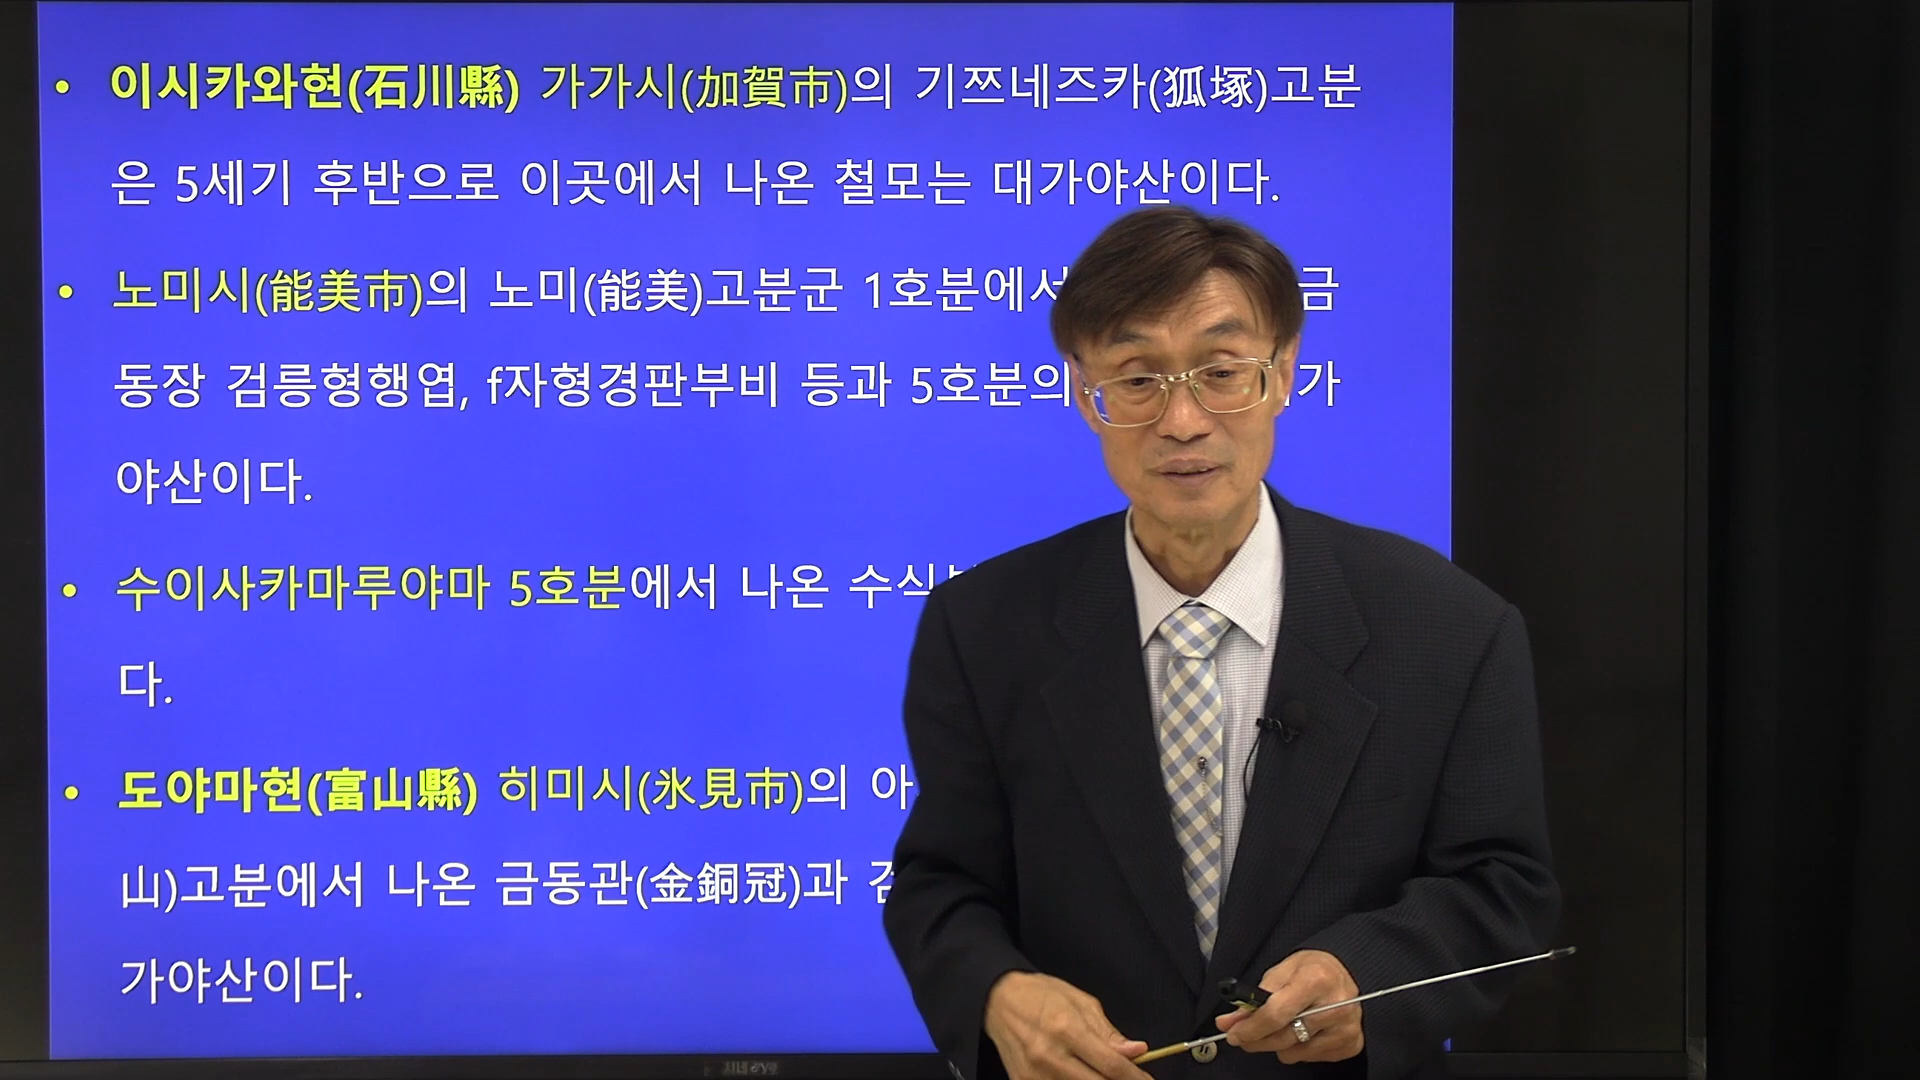 • 이시카와현(石川縣) 가가시(加賀市)의 기쯔네즈카(狐塚)고분
은 5세기 후반으로 이곳에서 나온 철모는 대가야산이다.
• 노미시(能美市)의 노미(能美)고분군 1호분에서 금
동장 검릉형행엽, f자형경판부비 등과 5호분의 가
야산이다.
• 수이사카마루야마 5호분에서 나온 수식
다.
• 도야마현(富山縣) 히미시(氷見市)의 아
山)고분에서 나온 금동관(金銅冠)과
가야산이다.